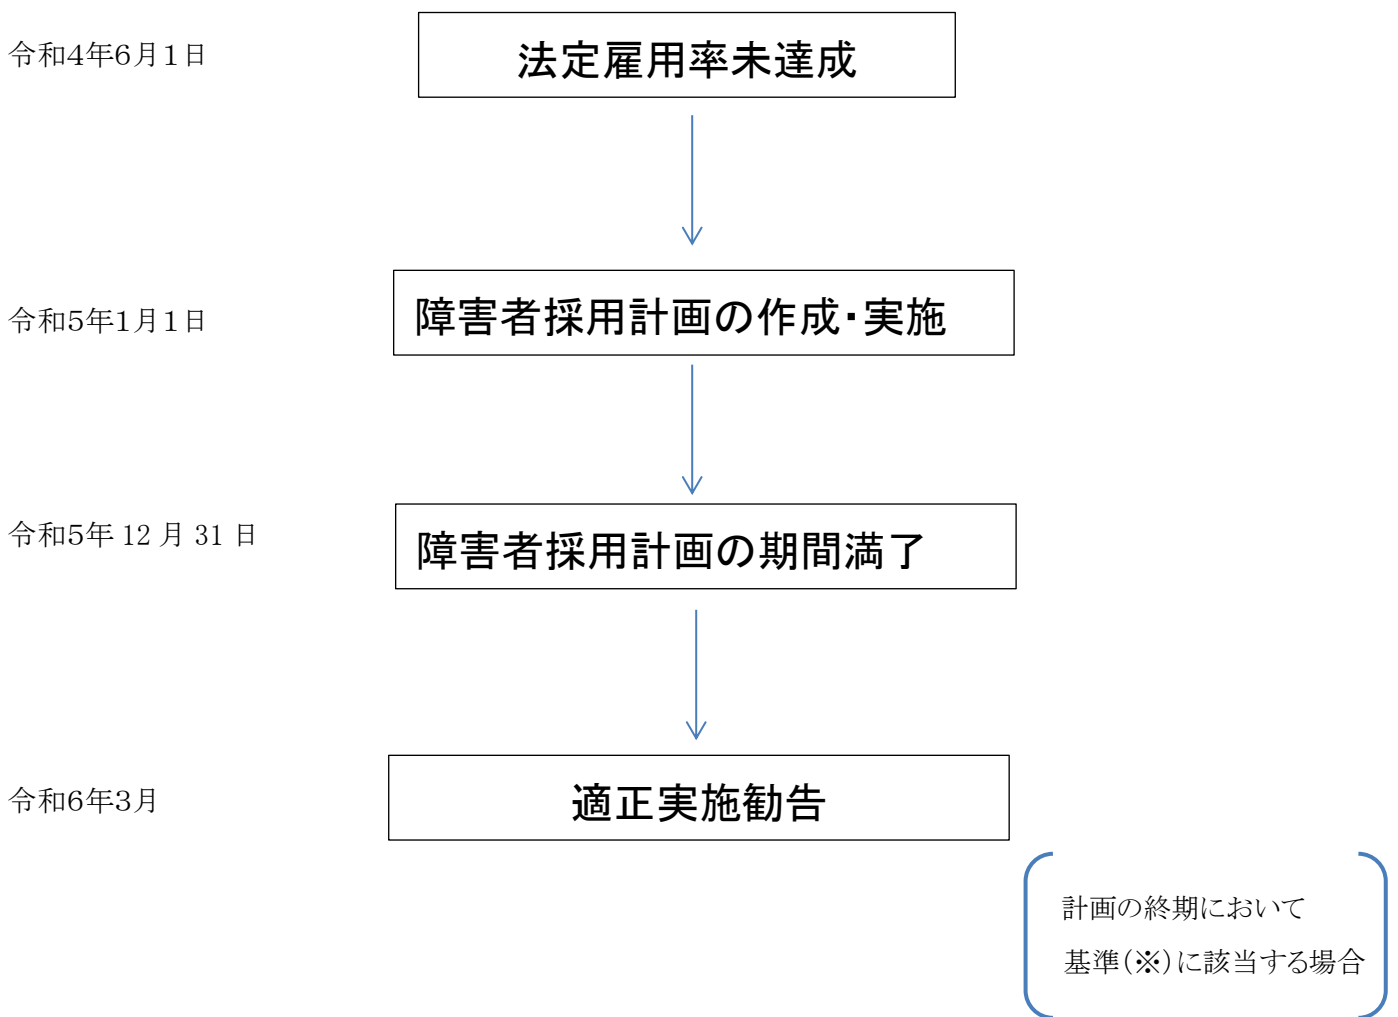 令和4年6月1日
法定雇用率未達成
令和5年1月1日
障害者採用計画の作成・実施
令和5年 12 月 31 日
障害者採用計画の期間満了
令和6年3月
適正実施勧告
計画の終期において
基準(※)に該当する場合